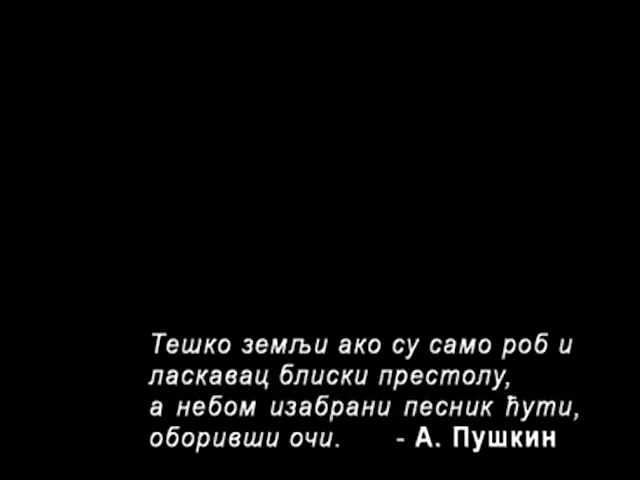 Тешко земљи ако су само роб и
ласкавац блиски престолу,
а небом изабрани песник ћути,
оборивши очи. - А. Пушкин